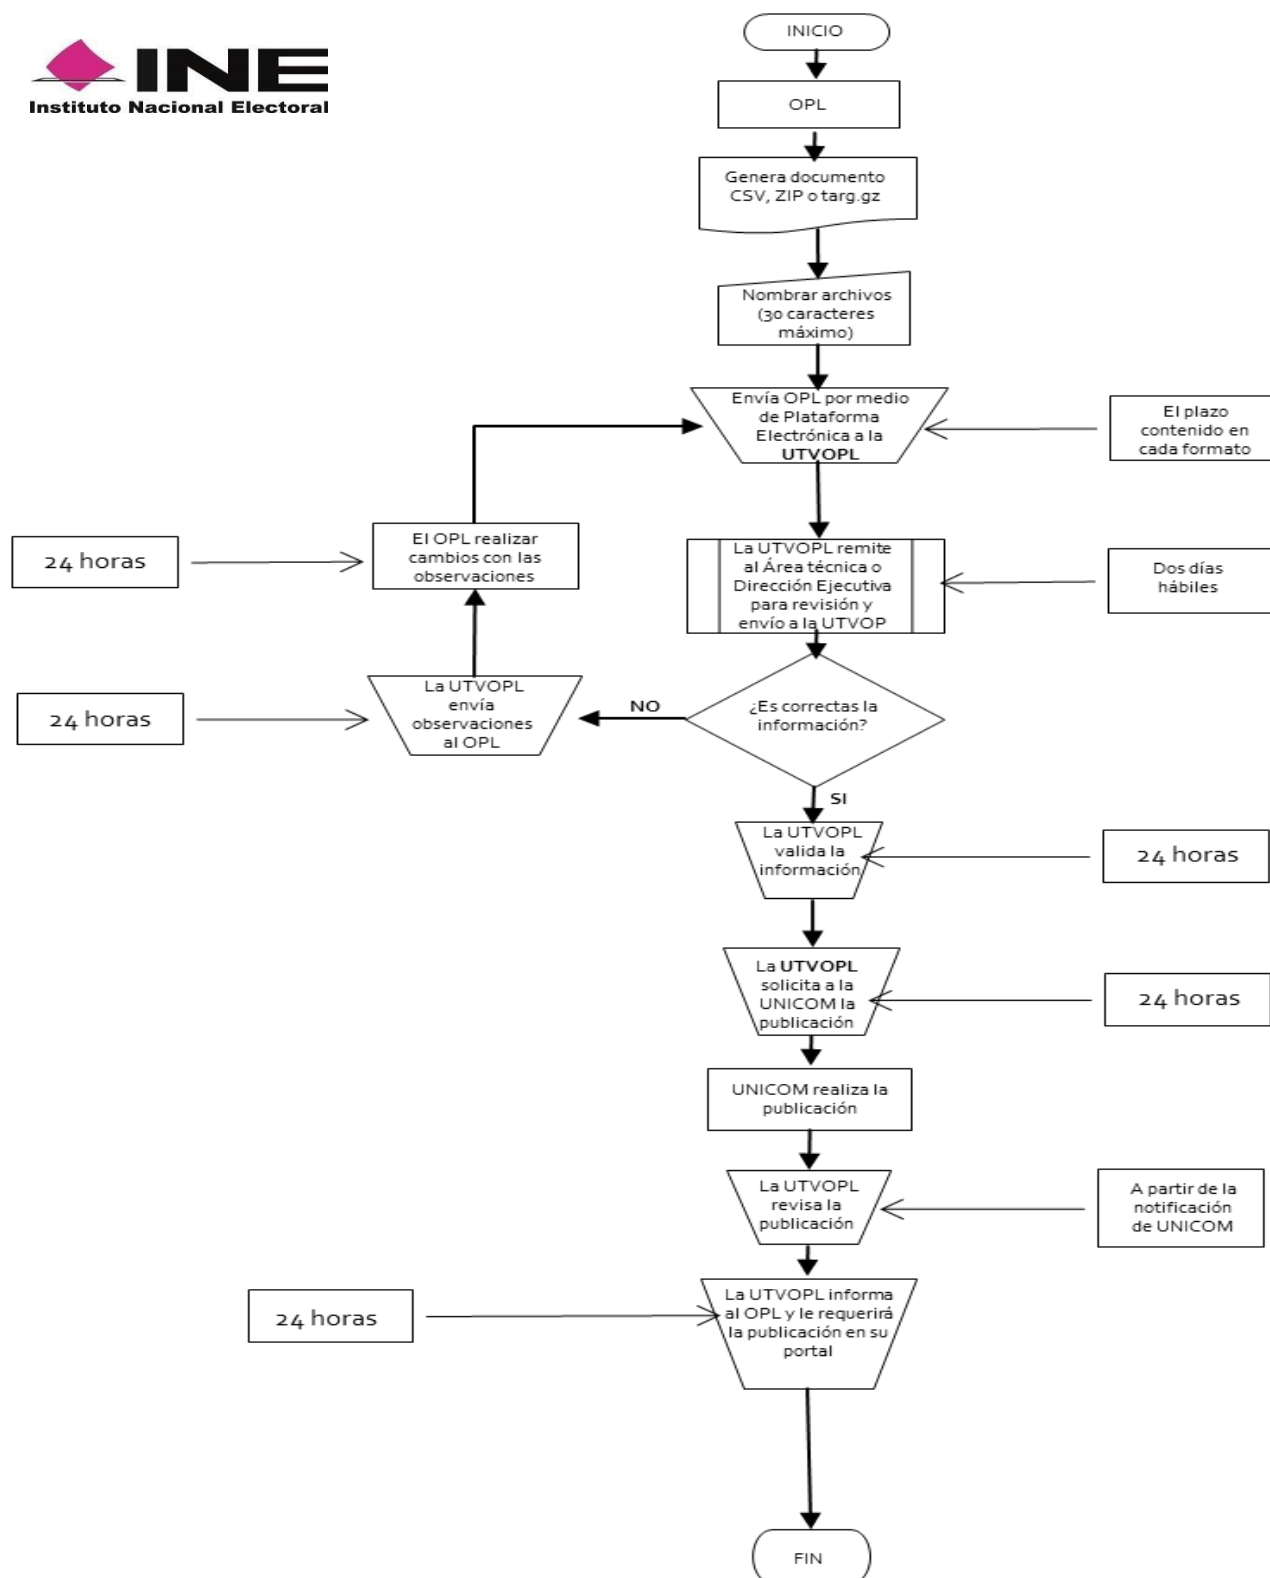 INE
Instituto Nacional Electoral
INICIO
OPL
Genera documento
CSV, ZIP o targ.gz
Nombrar archivos
(30 caracteres
máximo)
Envía OPL por medio
de Plataforma
Electrónica a la
UTVOPL
El plazo
contenido en
cada formato
24 horas
El OPL realizar
cambios con las
observaciones
La UTVOPL remite
al Área técnica o
Dirección Ejecutiva
para revisión y
envío a la UTVOP
Dos días
hábiles
24 horas
La UTVOPL
envía
observaciones
al OPL
NO
¿Es correctas la
información?
SI
La UTVOPL
valida la
información
24 horas
La UTVOPL
solicita a la
UNICOM la
publicación
24 horas
UNICOM realiza la
publicación
La UTVOPL
revisa la
publicación
A partir de la
notificación
de UNICOM
24 horas
La UTVOPL informa
al OPL y le requerirá
la publicación en su
portal
FIN